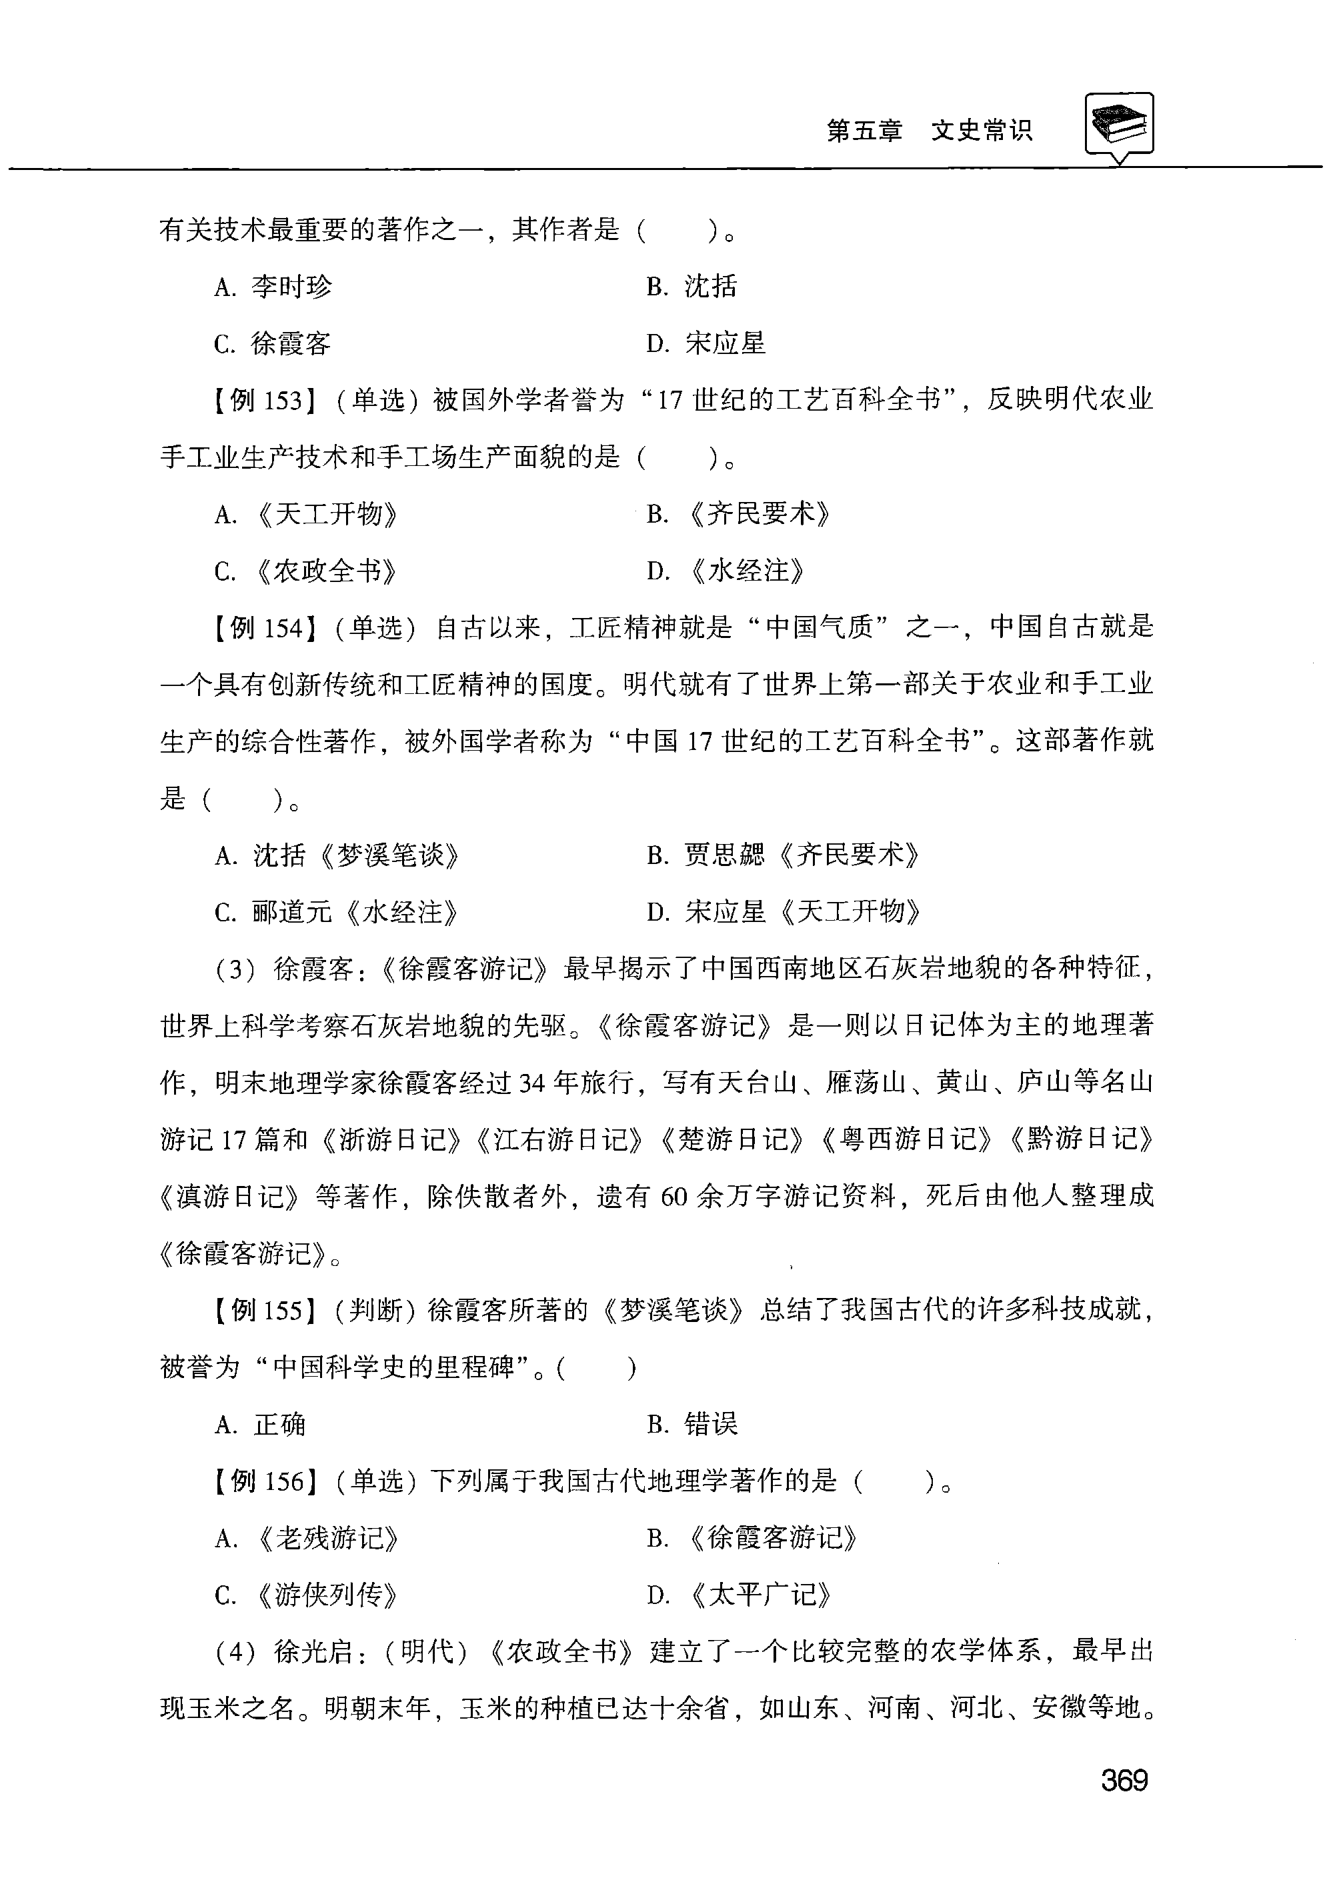 第五章 文史常识
有关技术最重要的著作之一，其作者是（  ）。
A. 李时珍 B. 沈括
C. 徐霞客 D. 宋应星
【例 153】（单选）被国外学者誉为“17 世纪的工艺百科全书”，反映明代农业
手工业生产技术和手工场生产面貌的是（  ）。
A. 《天工开物》 B. 《齐民要术》
C. 《农政全书》 D. 《水经注》
【例 154】（单选）自古以来，工匠精神就是“中国气质”之一，中国自古就是
一个具有创新传统和工匠精神的国度。明代就有了世界上第一部关于农业和手工业
生产的综合性著作，被外国学者称为“中国 17 世纪的工艺百科全书”。这部著作就
是（  ）。
A. 沈括《梦溪笔谈》 B. 贾思勰《齐民要术》
C. 郦道元《水经注》 D. 宋应星《天工开物》
（3）徐霞客：《徐霞客游记》最早揭示了中国西南地区石灰岩地貌的各种特征，
世界上科学考察石灰岩地貌的先驱。《徐霞客游记》是一则以日记体为主的地理著
作，明末地理学家徐霞客经过 34 年旅行，写有天台山、雁荡山、黄山、庐山等名山
游记 17 篇和《浙游日记》《江右游日记》《楚游日记》《粤西游日记》《黔游日记》
《滇游日记》等著作，除佚散者外，遗有 60 余万字游记资料，死后由他人整理成
《徐霞客游记》。
【例 155】（判断）徐霞客所著的《梦溪笔谈》总结了我国古代的许多科技成就，
被誉为“中国科学史的里程碑”。（  ）
A. 正确 B. 错误
【例 156】（单选）下列属于我国古代地理学著作的是（  ）。
A. 《老残游记》 B. 《徐霞客游记》
C. 《游侠列传》 D. 《太平广记》
（4）徐光启：（明代）《农政全书》建立了一个比较完整的农学体系，最早出
现玉米之名。明朝末年，玉米的种植已达十余省，如山东、河南、河北、安徽等地。
369